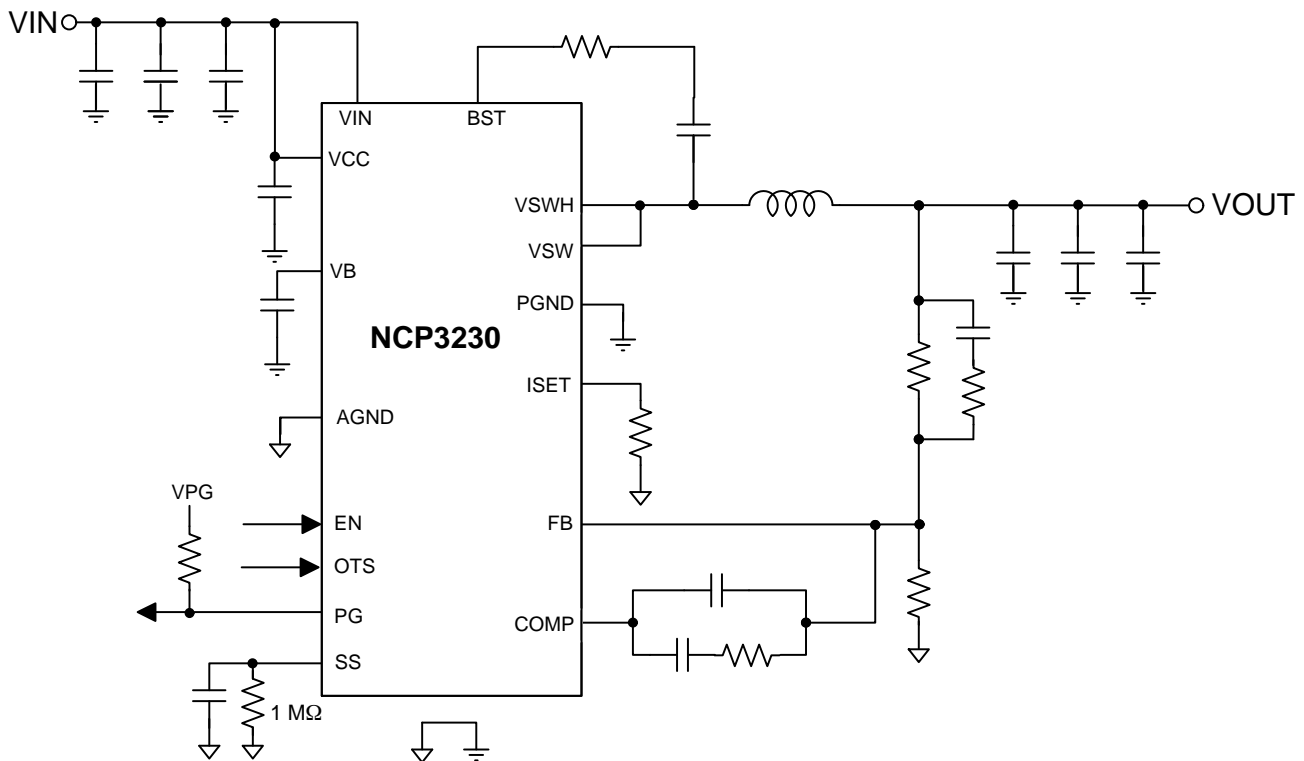 VIN
VIN
BST
VCC
VSWH
VOUT
VSW
VB
PGND
NCP3230
ISET
AGND
VPG
EN
FB
OTS
PG
COMP
SS
1 MΩ